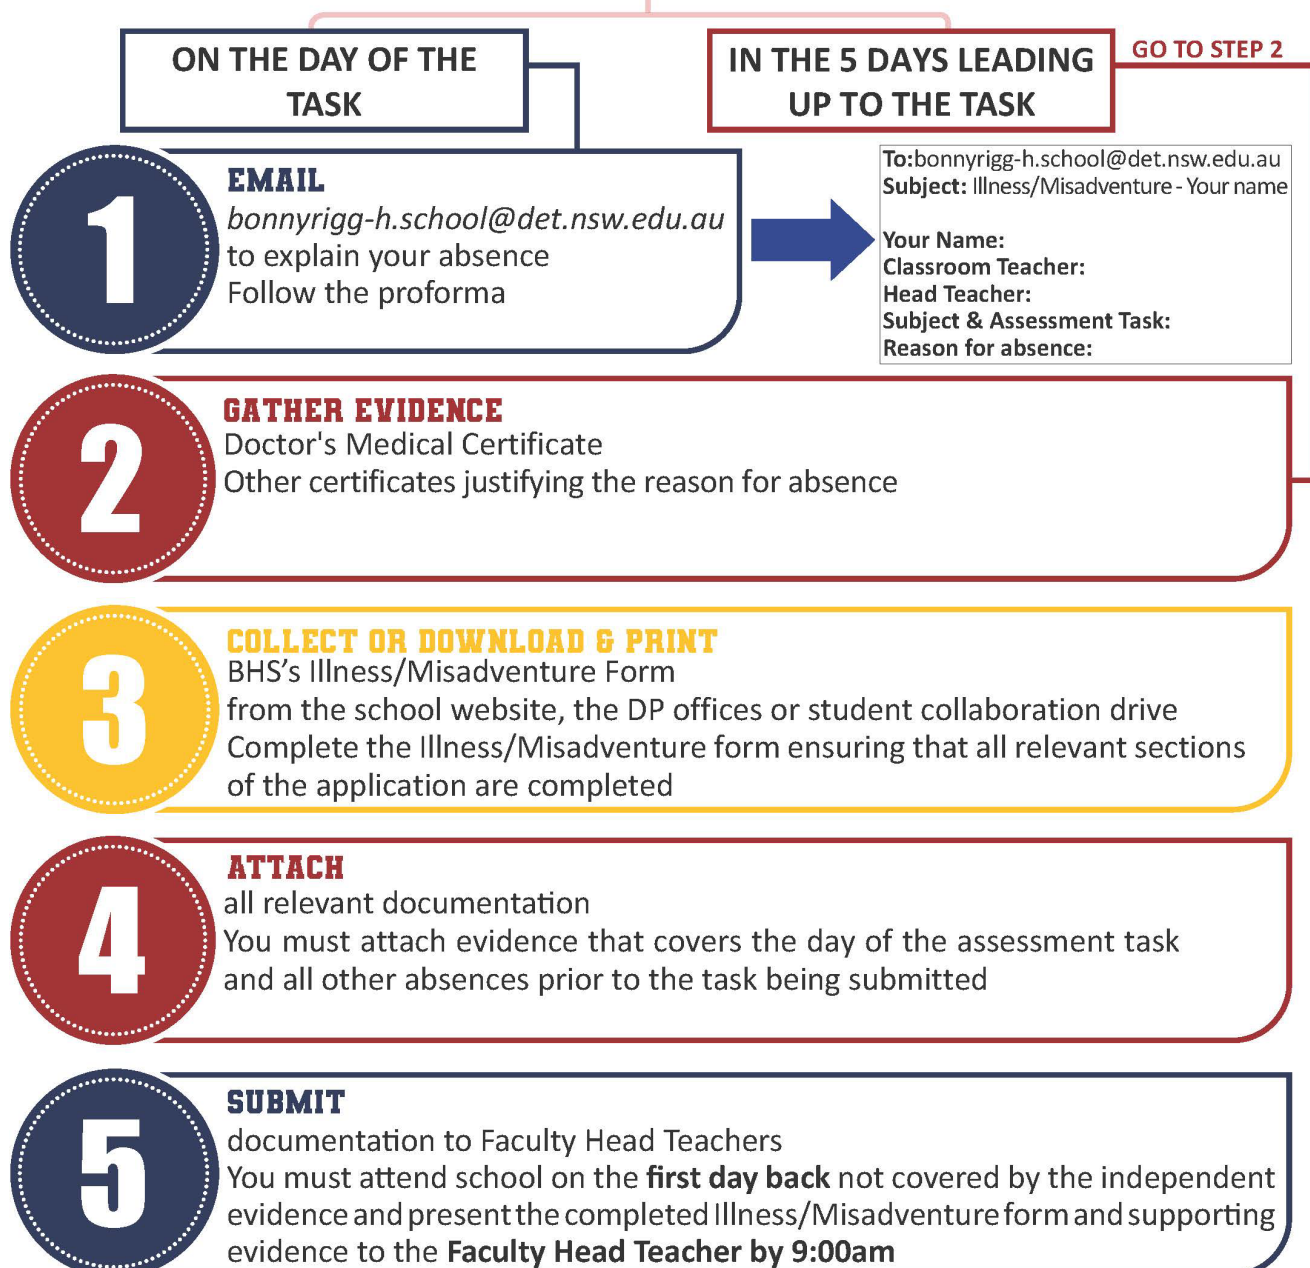 ON THE DAY OF THE
TASK
IN THE 5 DAYS LEADING
UP TO THE TASK
GO TO STEP 2
1
EMAIL
bonnyrigg-h.school@det.nsw.edu.au
to explain your absence
Follow the proforma
To:bonnyrigg-h.school@det.nsw.edu.au
Subject: Illness/Misadventure - Your name
Your Name:
Classroom Teacher:
Head Teacher:
Subject & Assessment Task:
Reason for absence:
2
GATHER EVIDENCE
Doctor's Medical Certificate
Other certificates justifying the reason for absence
3
COLLECT OR DOWNLOAD & PRINT
BHS’s Illness/Misadventure Form
from the school website, the DP offices or student collaboration drive
Complete the Illness/Misadventure form ensuring that all relevant sections
of the application are completed
4
ATTACH
all relevant documentation
You must attach evidence that covers the day of the assessment task
and all other absences prior to the task being submitted
5
SUBMIT
documentation to Faculty Head Teachers
You must attend school on the first day back not covered by the independent
evidence and present the completed Illness/Misadventure form and supporting
evidence to the Faculty Head Teacher by 9:00am